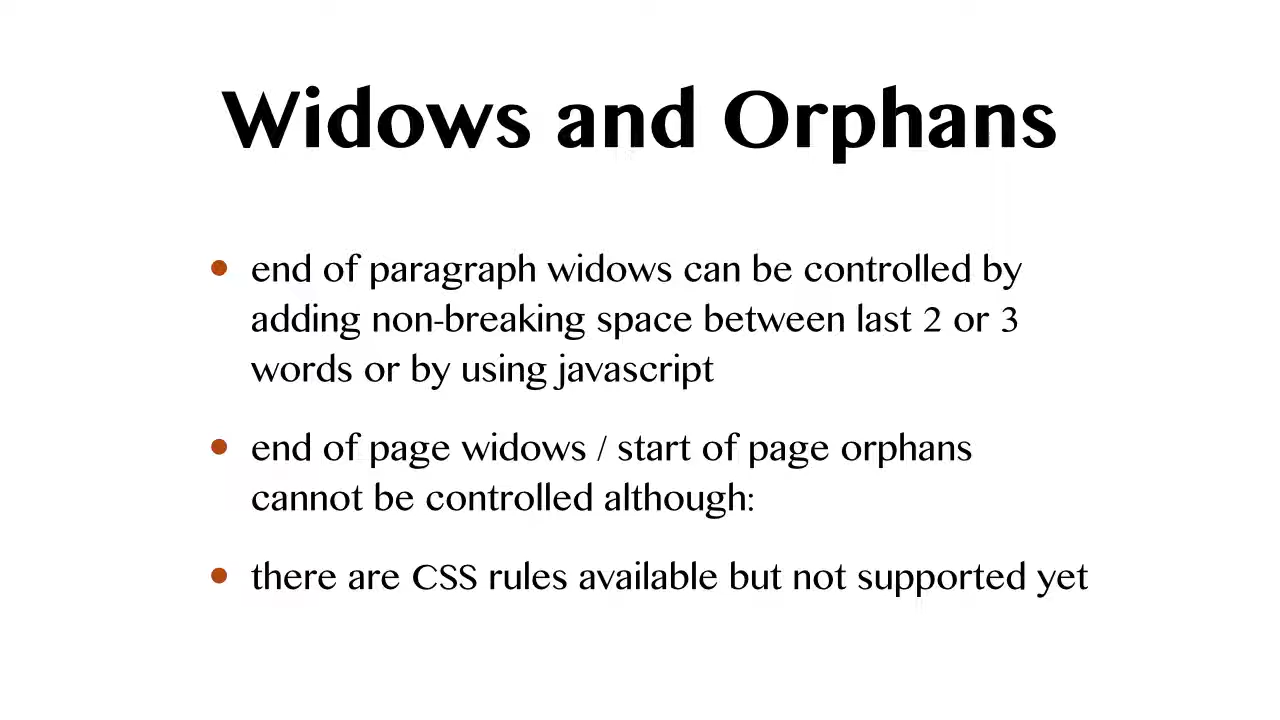 Widows and Orphans
• end of paragraph widows can be controlled by
adding non-breaking space between last 2 or 3
words or by using javascript
• end of page widows / start of page orphans
cannot be controlled although:
• there are CSS rules available but not supported yet